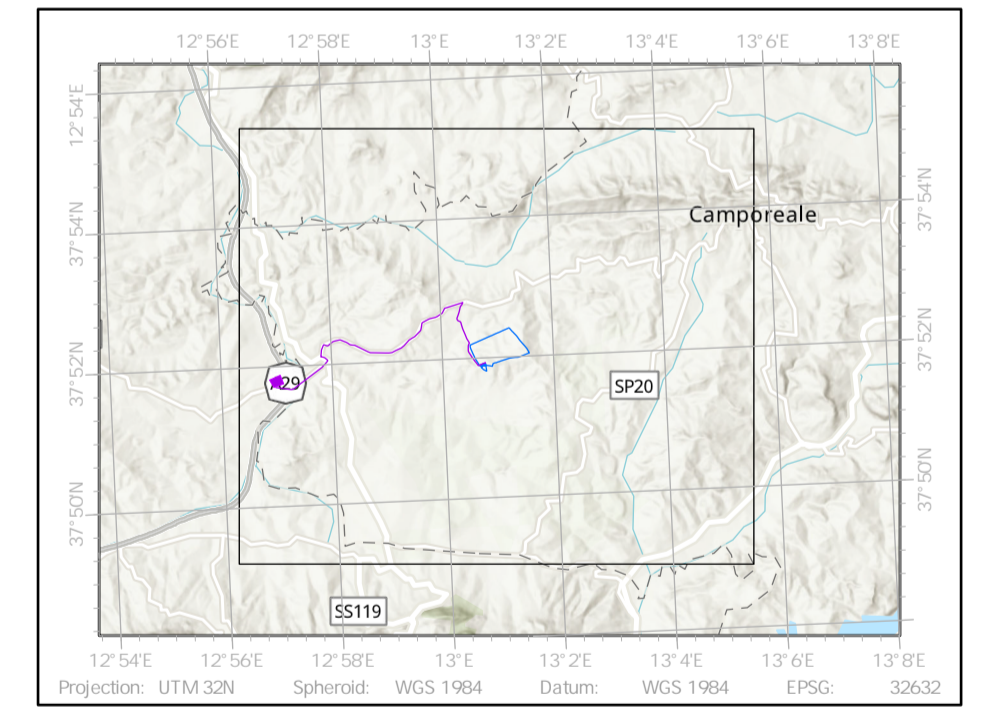 12°56'E 12°58'E 13°E 13°2'E 13°4'E 13°6'E 13°8'E
12°54'E
37°54'N
37°54'N
Camporeale
37°52'N
37°52'N
A29
SP20
37°50'N
37°50'N
SS119
12°54'E 12°56'E 12°58'E 13°E 13°2'E 13°4'E 13°6'E 13°8'E
Projection: UTM 32N Spheroid: WGS 1984 Datum: WGS 1984 EPSG: 32632